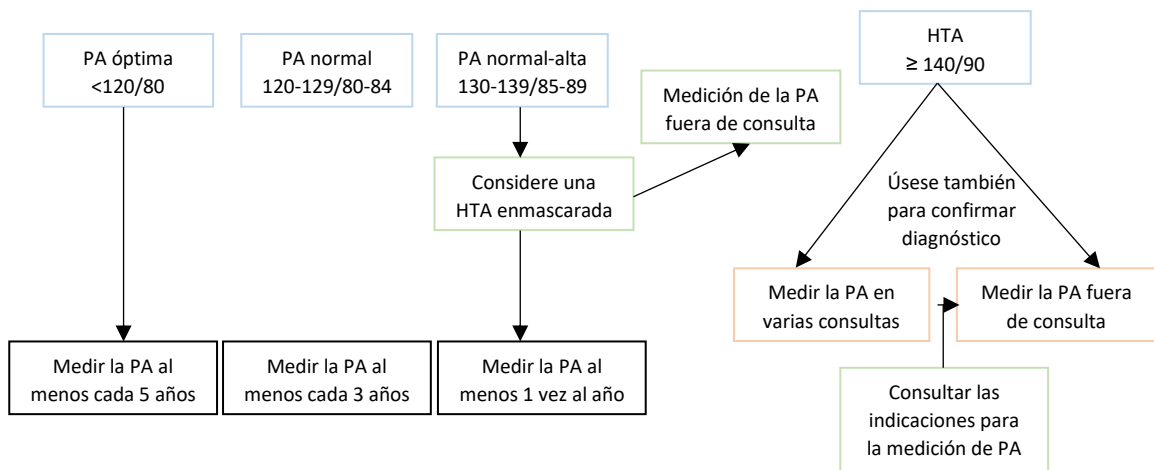 PA óptima
<120/80
PA normal
120-129/80-84
PA normal-alta
130-139/85-89
HTA
≥ 140/90
Medición de la PA
fuera de consulta
Considere una
HTA enmascarada
Úsese también
para confirmar
diagnóstico
Medir la PA en
varias consultas
Medir la PA fuera
de consulta
Medir la PA al
menos cada 5 años
Medir la PA al
menos cada 3 años
Medir la PA al
menos 1 vez al año
Consultar las
indicaciones para
la medición de PA